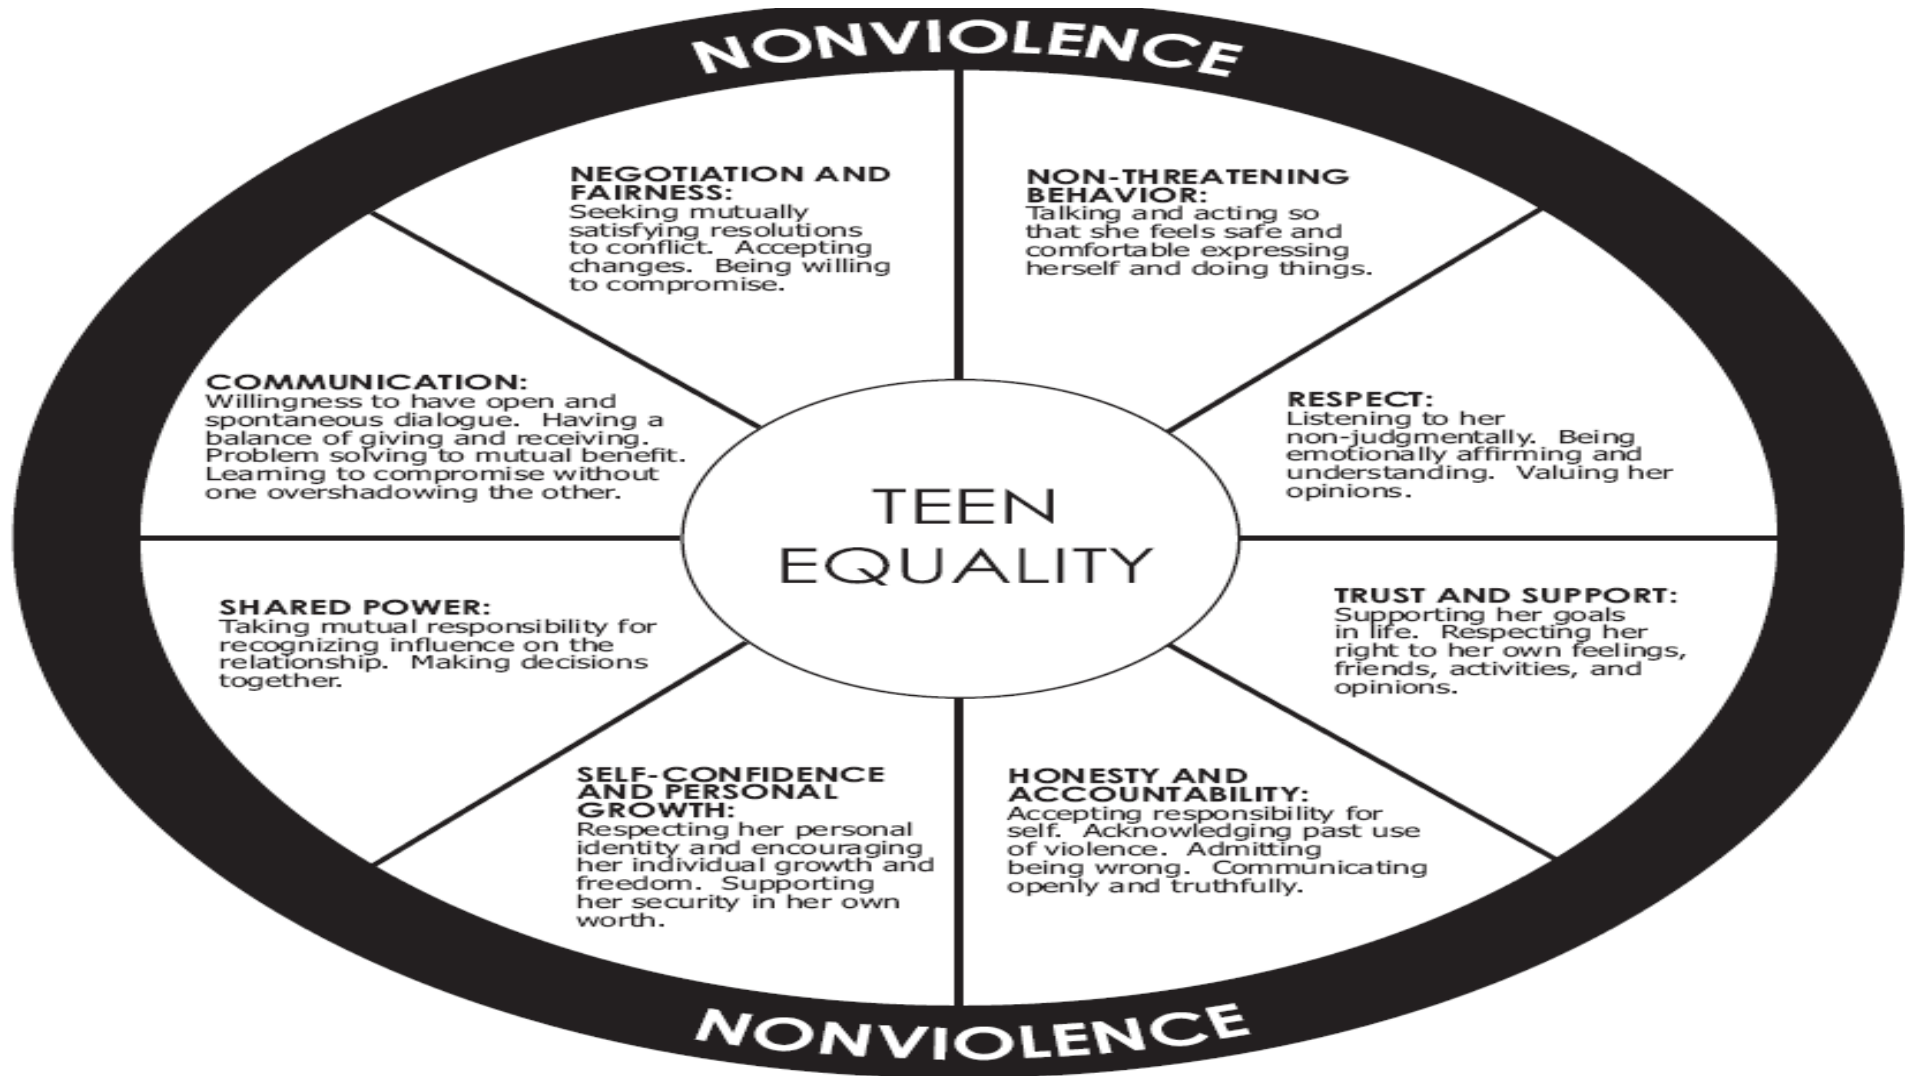 NONVIOLENCE
NEGOTIATION AND
FAIRNESS:
Seeking mutually
satisfying resolutions
to conflict.  Accepting
changes.  Being willing
to compromise.
NON-THREATENING
BEHAVIOR:
Talking and acting so
that she feels safe and
comfortable expressing
herself and doing things.
COMMUNICATION:
Willingness to have open and
spontaneous dialogue.  Having a
balance of giving and receiving.
Problem solving to mutual benefit.
Learning to compromise without
one overshadowing the other.
RESPECT:
Listening to her
non-judgmentally.  Being
emotionally affirming and
understanding.  Valuing her
opinions.
TEEN
EQUALITY
SHARED POWER:
Taking mutual responsibility for
recognizing influence on the
relationship.  Making decisions
together.
TRUST AND SUPPORT:
Supporting her goals
in life.  Respecting her
right to her own feelings,
friends, activities, and
opinions.
SELF-CONFIDENCE
AND PERSONAL
GROWTH:
Respecting her personal
identity and encouraging
her individual growth and
freedom.  Supporting
her security in her own
worth.
HONESTY AND
ACCOUNTABILITY:
Accepting responsibility for
self.  Acknowledging past use
of violence.  Admitting
being wrong.  Communicating
openly and truthfully.
NONVIOLENCE